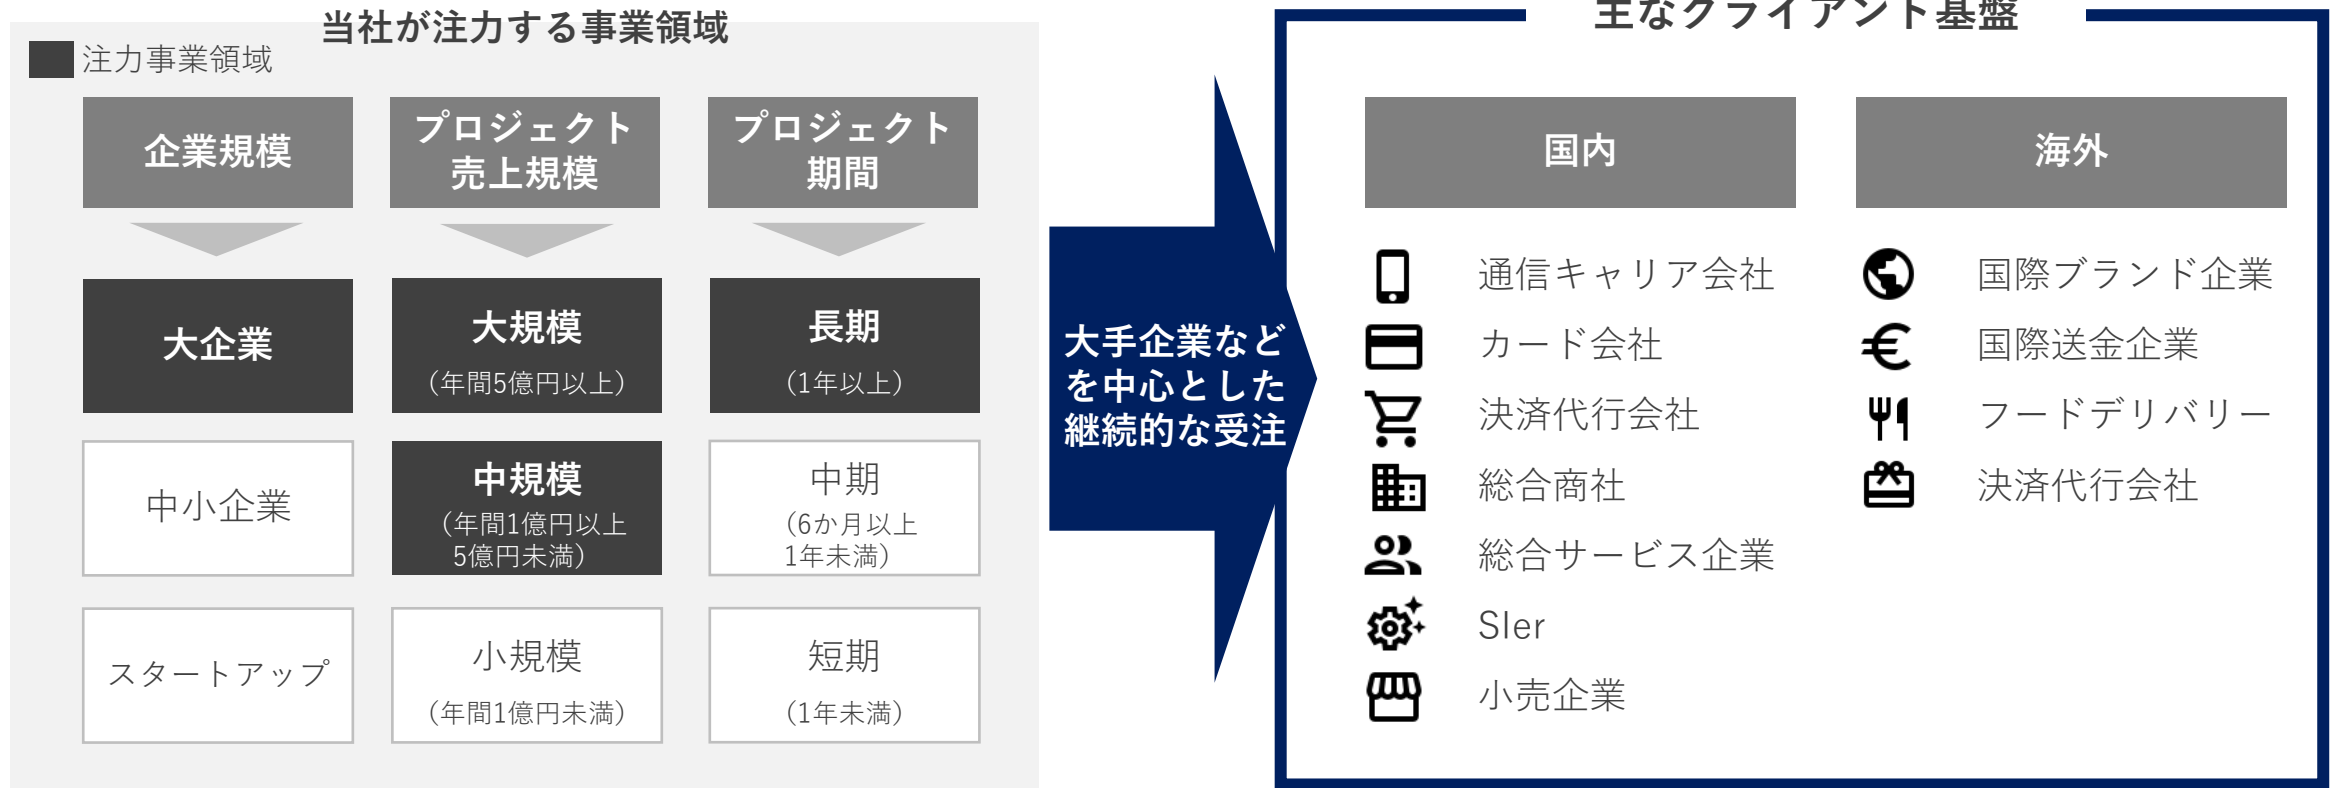 当社が注力する事業領域
注力事業領域
企業規模
プロジェクト
売上規模
プロジェクト
期間
大企業
大規模
（年間5億円以上）
長期
（1年以上）
中小企業
中規模
（年間1億円以上
5億円未満）
中期
（6か月以上
1年未満）
スタートアップ
小規模
（年間1億円未満）
短期
（1年未満）
大手企業など
を中心とした
継続的な受注
主なクライアント基盤
国内
通信キャリア会社
カード会社
決済代行会社
総合商社
総合サービス企業
SIer
小売企業
海外
国際ブランド企業
国際送金企業
フードデリバリー
決済代行会社